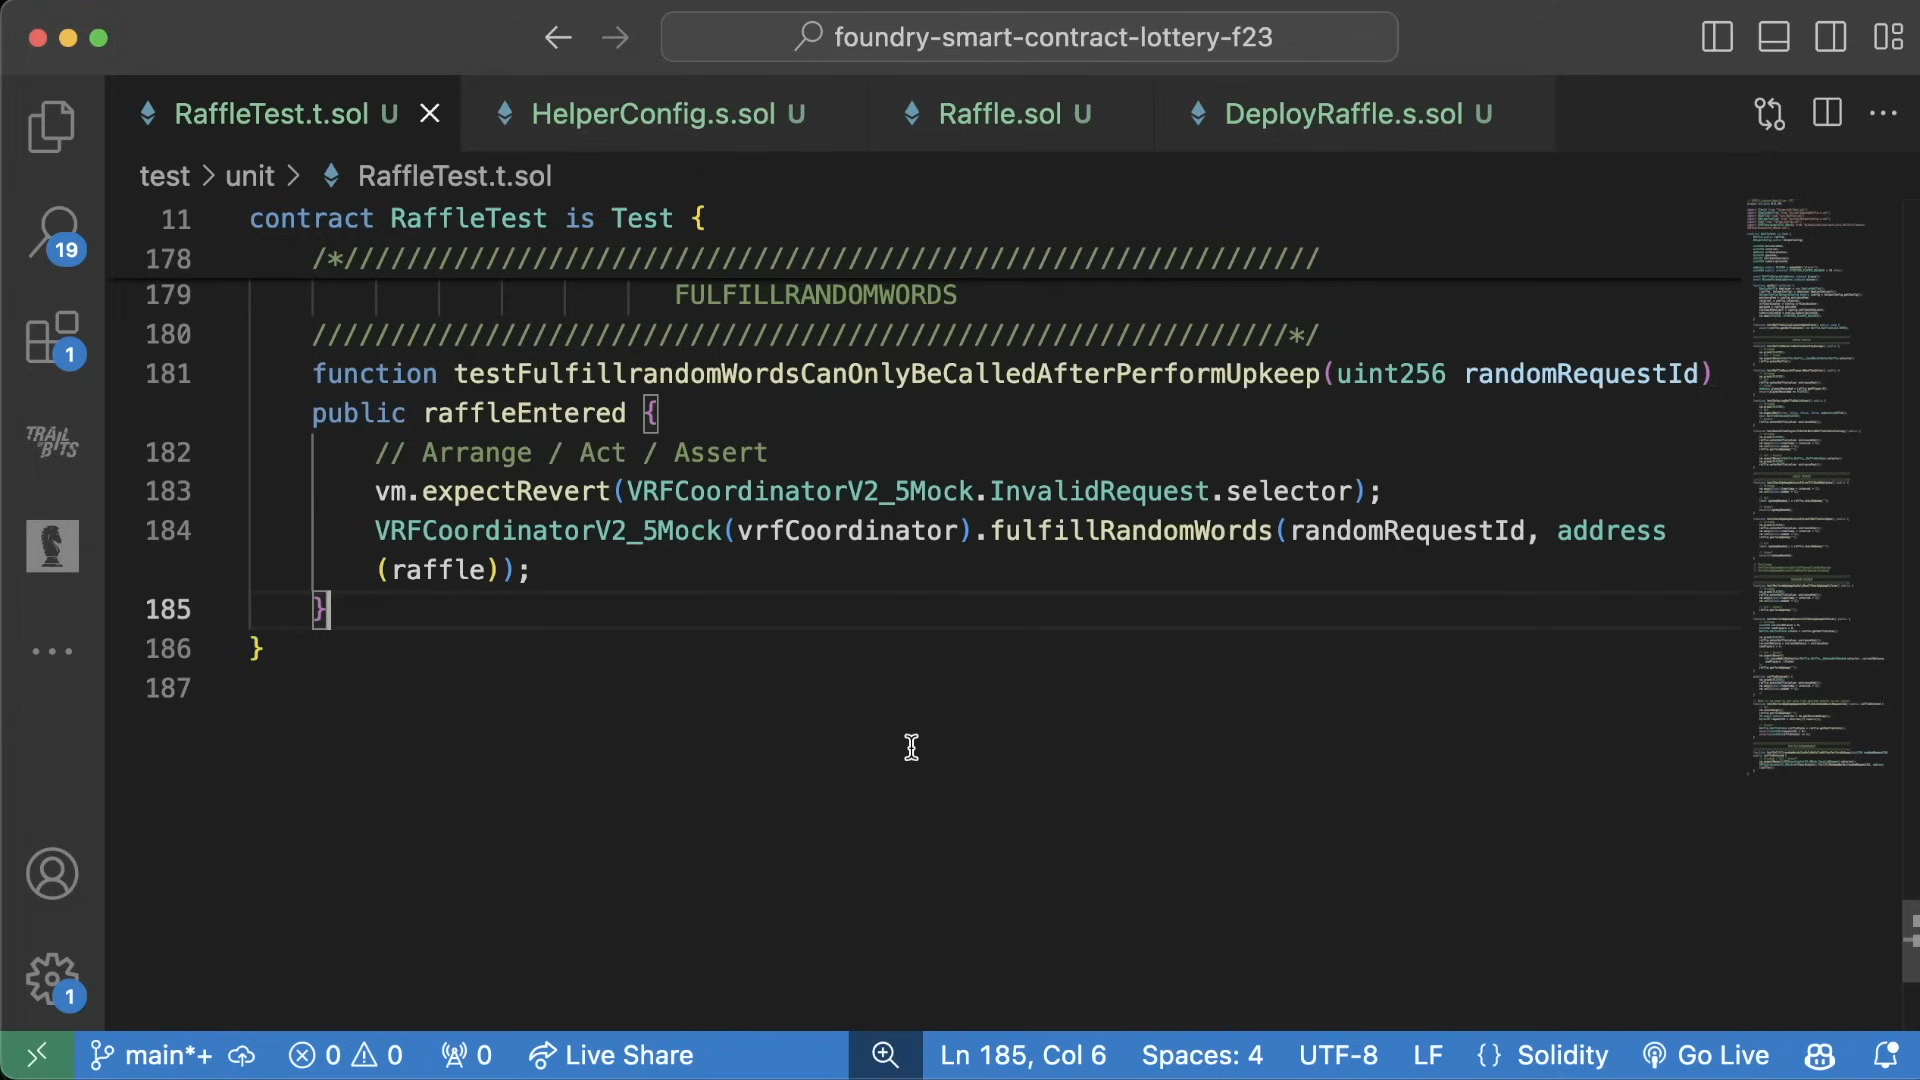 foundry-smart-contract-lottery-f23
RaffleTest.t.sol U
HelperConfig.s.sol U
Raffle.sol U
DeployRaffle.s.sol U
test > unit > RaffleTest.t.sol
11 contract RaffleTest is Test {
178 /*//////////////////////////////////////////////////////////////
179 FULFILLRANDOMWORDS
180 //////////////////////////////////////////////////////////////*/
181 function testFulfillrandomWordsCanOnlyBeCalledAfterPerformUpkeep(uint256 randomRequestId)
public raffleEntered {
182 // Arrange / Act / Assert
183 vm.expectRevert(VRFCoordinatorV2_5Mock.InvalidRequest.selector);
184 VRFCoordinatorV2_5Mock(vrfCoordinator).fulfillRandomWords(randomRequestId, address
(raffle));
185 }
186 }
187
19
1
TRAIL OF BITS
1
main*+ 0 0 0 Live Share Ln 185, Col 6 Spaces: 4 UTF-8 LF {} Solidity Go Live